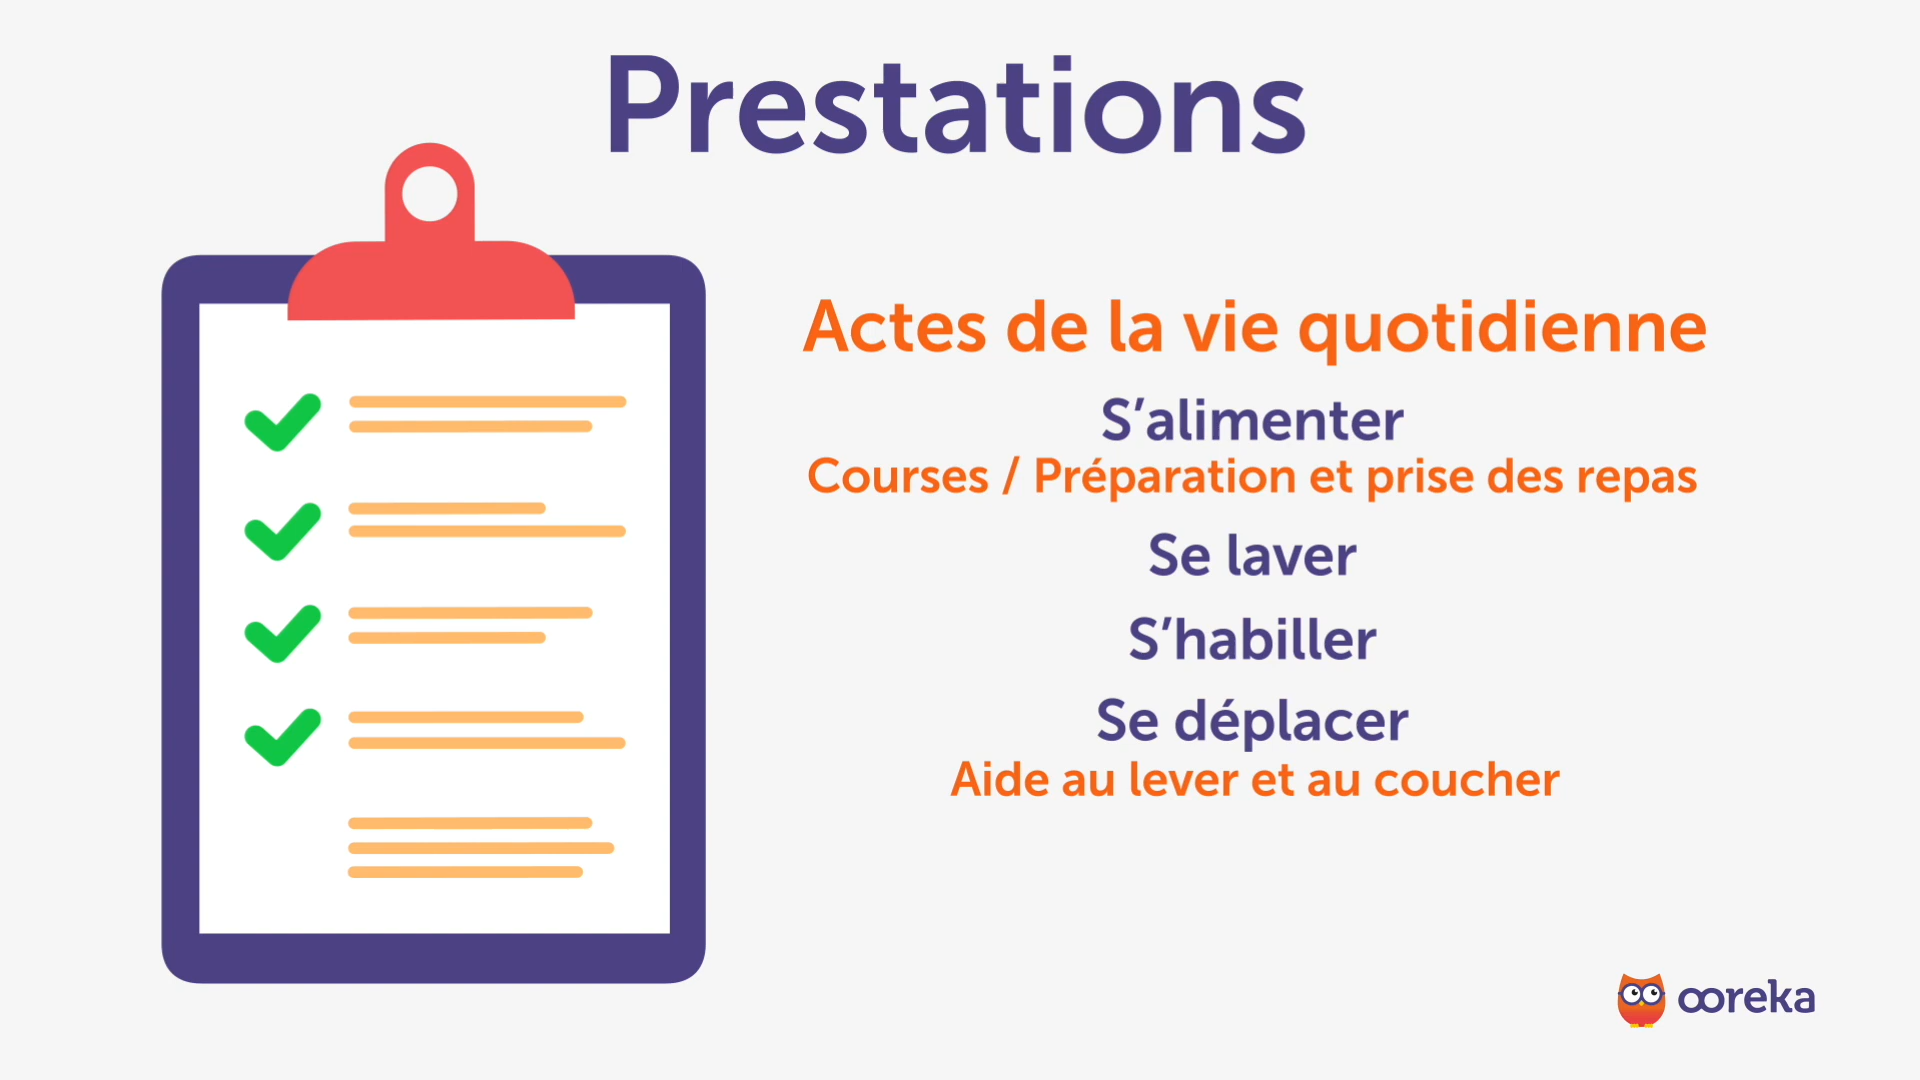 Prestations
Actes de la vie quotidienne
S’alimenter
Courses / Préparation et prise des repas
Se laver
S’habiller
Se déplacer
Aide au lever et au coucher
ooreka